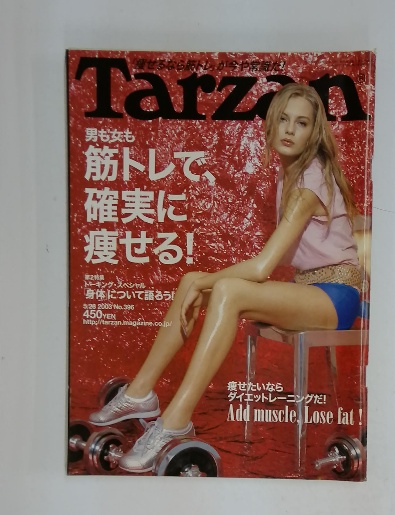 "痩せるなら筋トレ"が今や常識だ!
Tarzan
男も女も
筋トレで、
確実に
痩せる!
第2特集
トーキング・スペシャル
「身体」について語ろう!
5/28 2003 No.396
450YEN
http://tarzan.magazine.co.jp/
痩せたいなら
ダイエットレーニングだ!
Add muscle, Lose fat !